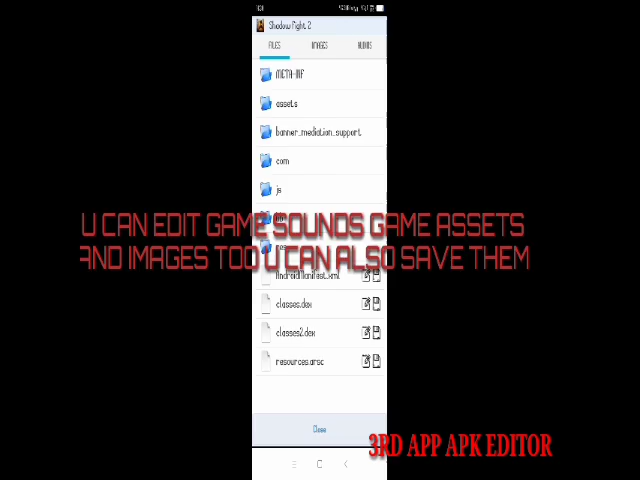 Shadow Fight 2
FILES IMAGES AUDIOS
META-INF
assets
banner_mediation_support
com
js
U CAN EDIT GAME SOUNDS GAME ASSETS
AND IMAGES TOO U CAN ALSO SAVE THEM
AndroidManifest.xml
classes.dex
classes2.dex
resources.arsc
Close
3RD APP APK EDITOR